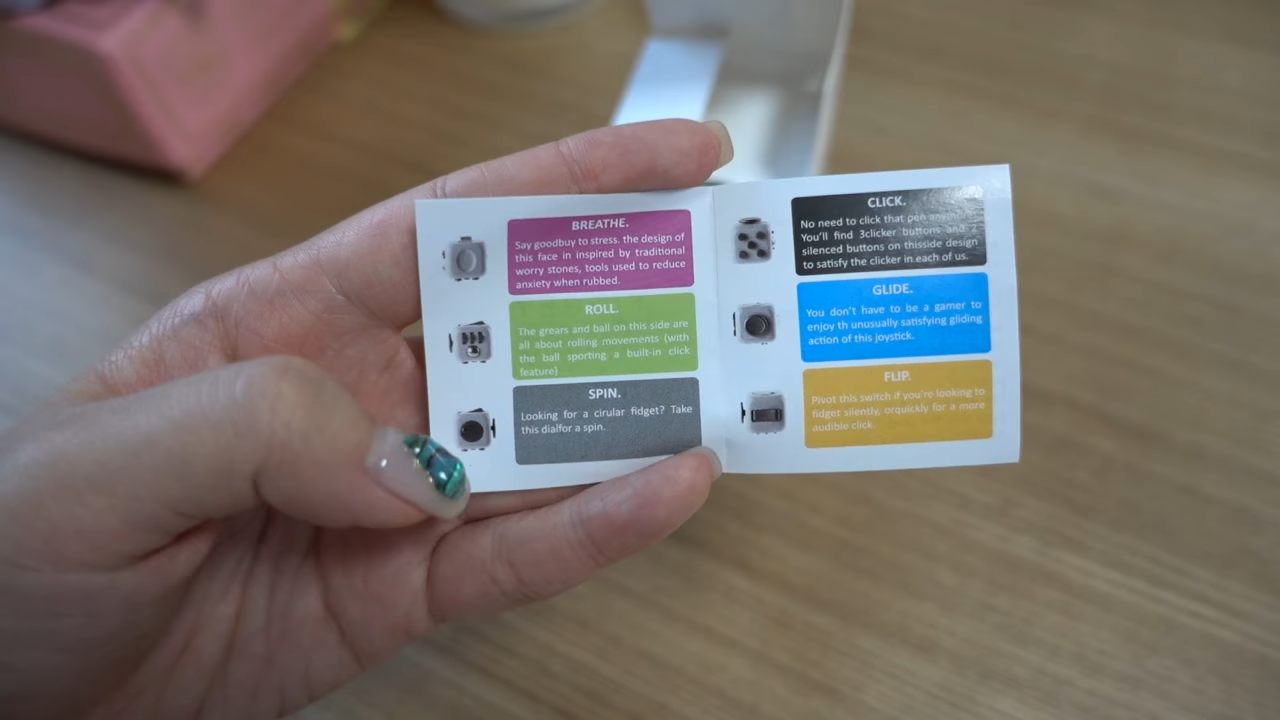 BREATHE.
Say goodbuy to stress. the design of
this face in inspired by traditional
worry stones, tools used to reduce
anxiety when rubbed.
ROLL.
The grears and ball on this side are
all about rolling movements (with
the ball sporting a built-in click
feature)
SPIN.
Looking for a cirular fidget? Take
this dialfor a spin.
CLICK.
No need to click that pen
You'll find 3clicker buttons and 2
silenced buttons on thisside design
to satisfy the clicker in each of us.
GLIDE.
You don't have to be a gamer to
enjoy th unusually satisfying gliding
action of this joystick.
FLIP.
Pivot this switch if you're looking to
fidget silently, orquickly for a more
audible click.